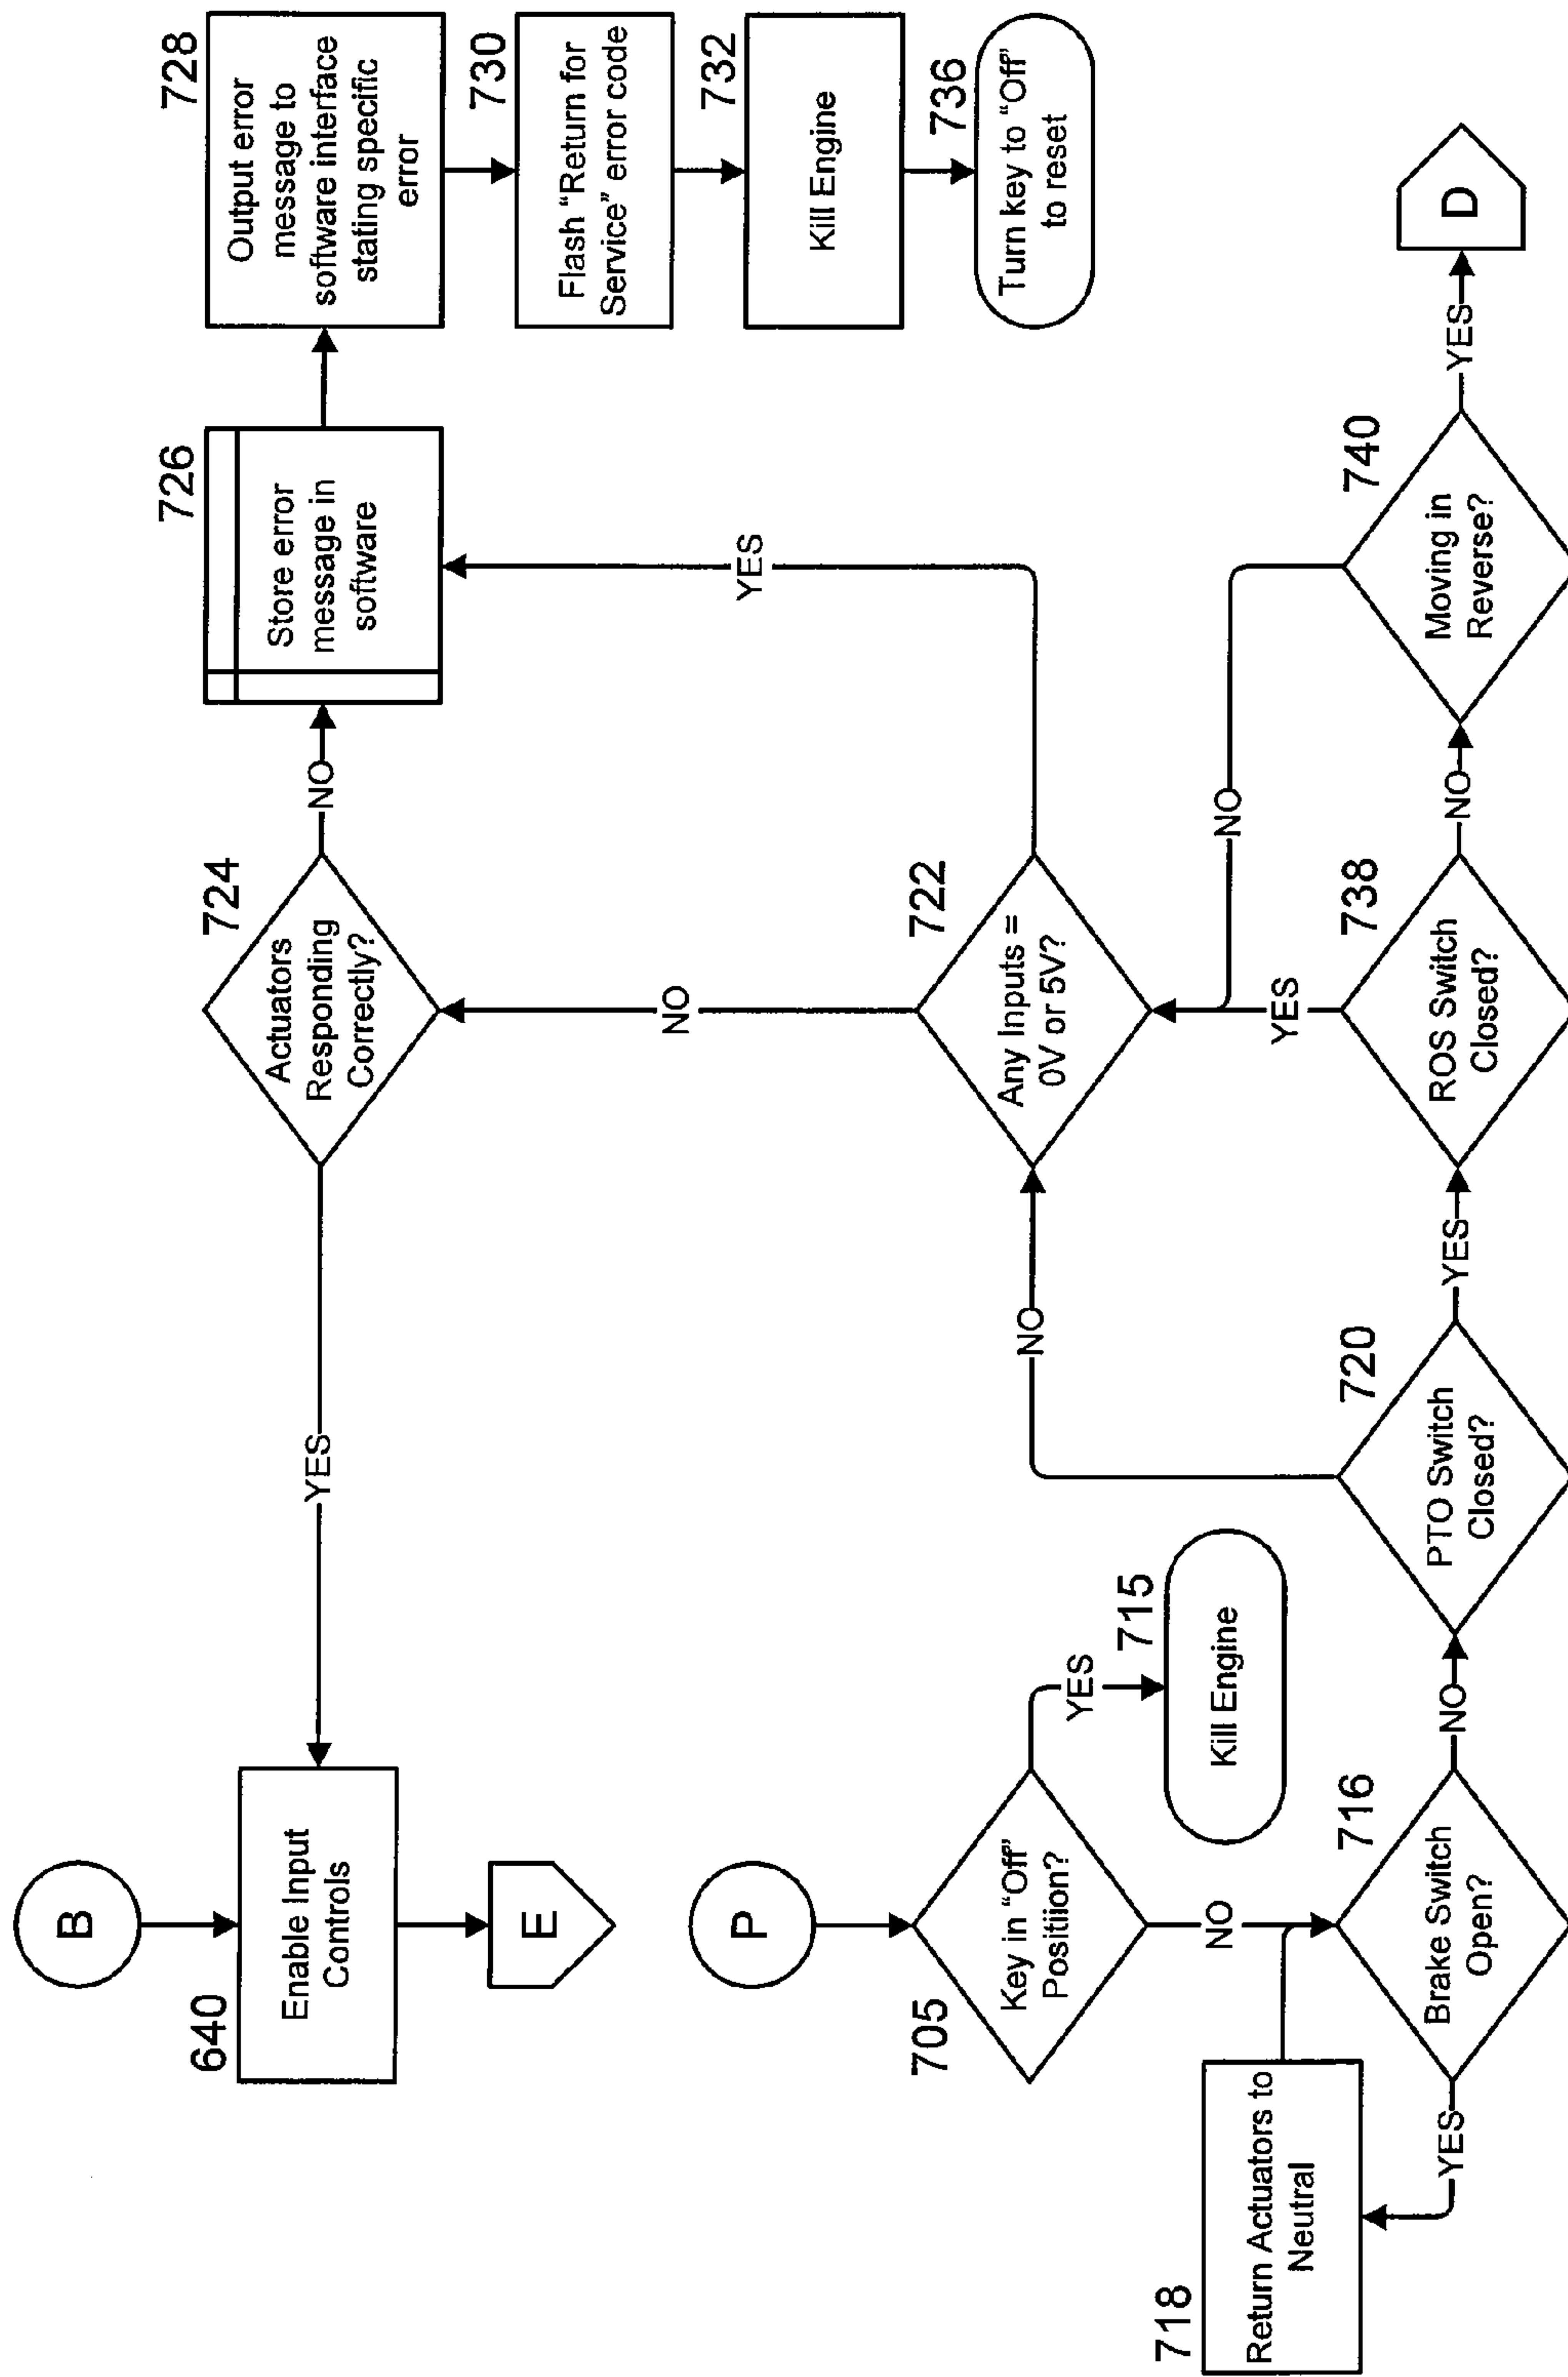 B
640
Enable Input
Controls
E
YES
724
Actuators
Responding
Correctly?
NO
726
Store error
message in
software
728
Output error
message to
software interface
stating specific
error
730
Flash "Return for
Service" error code
732
Kill Engine
736
Turn key to "Off"
to reset
NO
YES
P
705
Key in "Off"
Positiion?
YES
715
Kill Engine
NO
722
Any Inputs =
0V or 5V?
NO
NO
YES
718
Return Actuators to
Neutral
YES
716
Brake Switch
Open?
NO
720
PTO Switch
Closed?
YES
738
ROS Switch
Closed?
NO
740
Moving in
Reverse?
YES
D